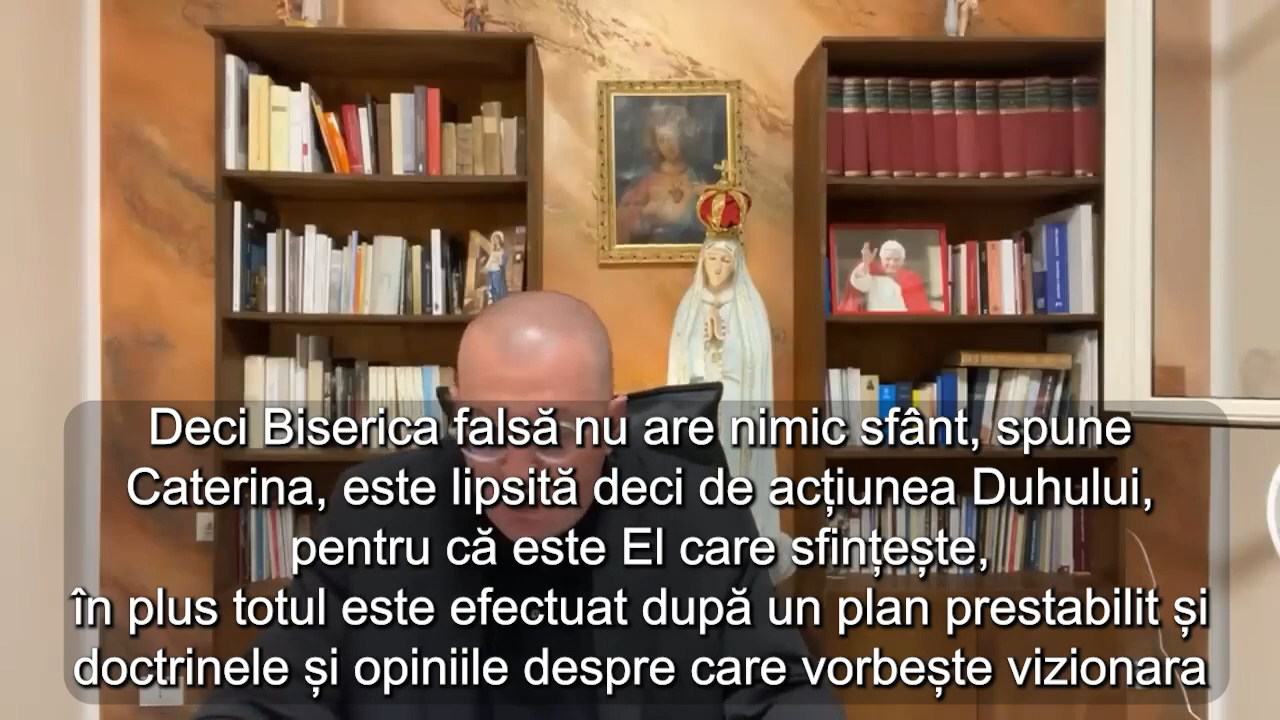 Deci Biserica falsă nu are nimic sfânt, spune
Caterina, este lipsită deci de acțiunea Duhului,
pentru că este El care sfințește,
în plus totul este efectuat după un plan prestabilit și
doctrinele și opiniile despre care vorbește vizionara